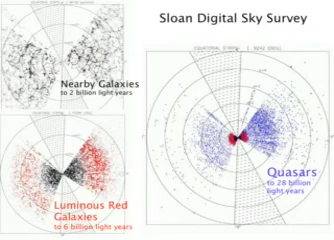 Sloan Digital Sky Survey
Nearby Galaxies
to 2 billion light years
Luminous Red
Galaxies
to 6 billion light years
Quasars
to 28 billion
light years